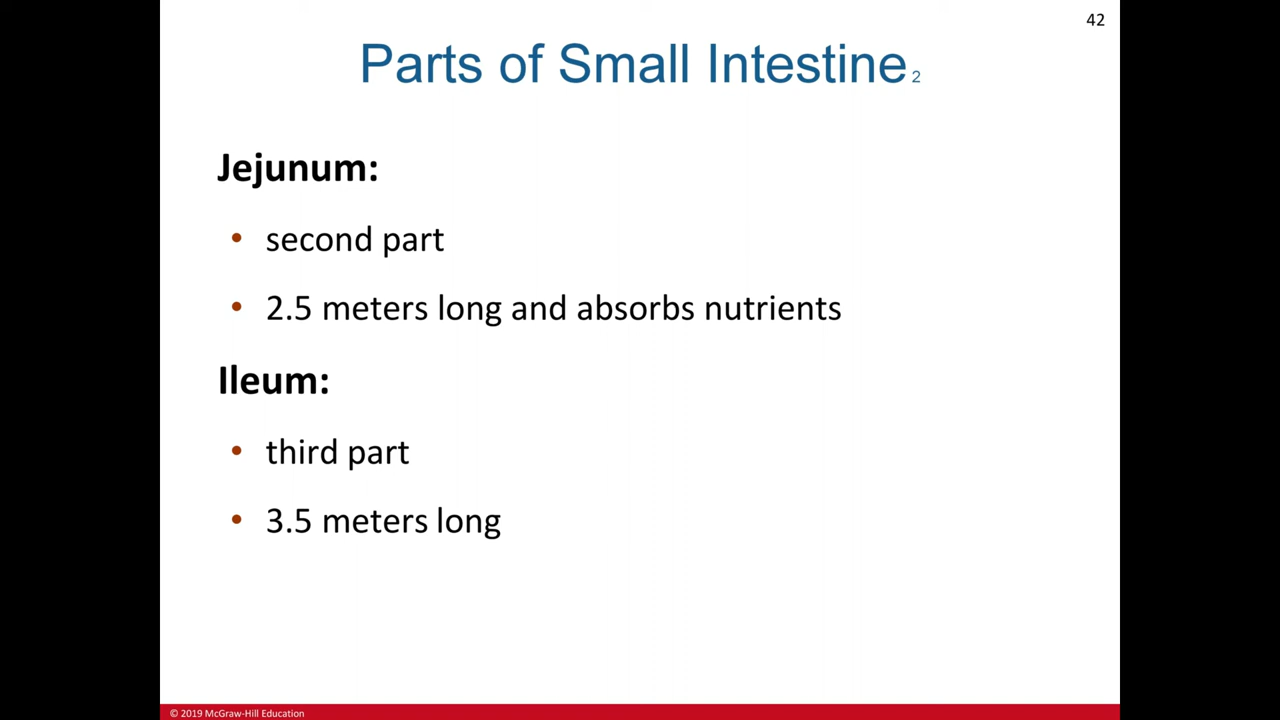 42
Parts of Small Intestine 2
Jejunum:
• second part
• 2.5 meters long and absorbs nutrients
Ileum:
• third part
• 3.5 meters long
© 2019 McGraw-Hill Education